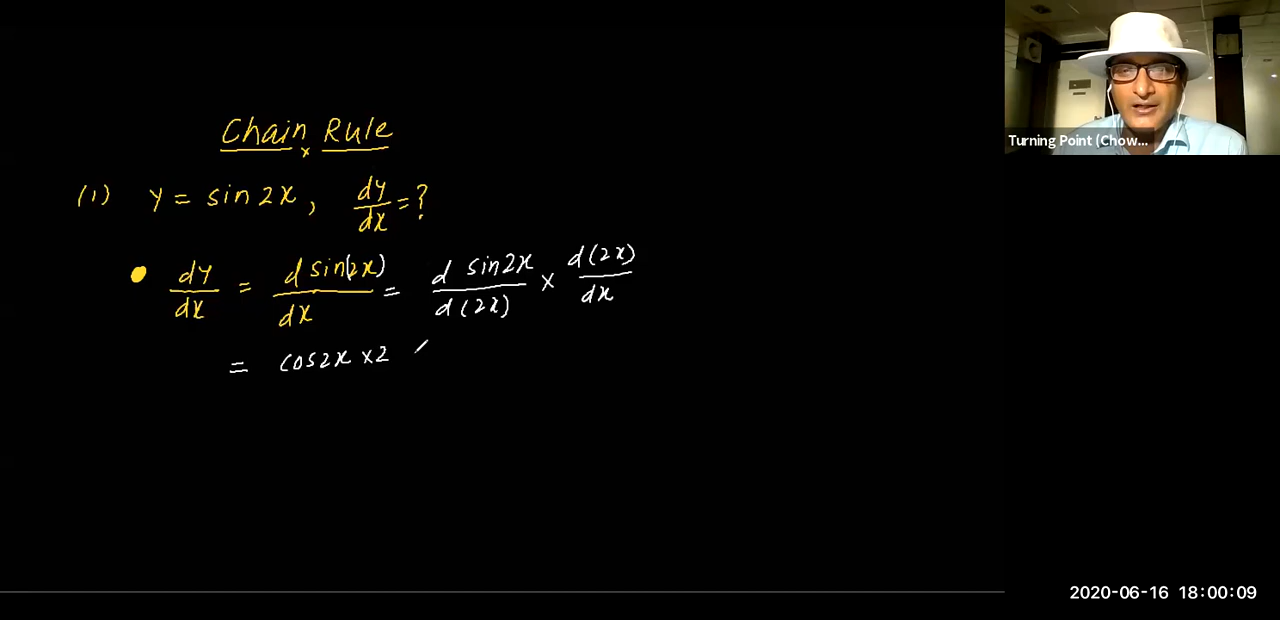 Chain Rule
(1) y = sin 2x, dy/dx = ?
dy/dx = d sin(2x)/dx = d sin2x/d(2x) × d(2x)/dx
= cos2x × 2
Turning Point (Chow...
2020-06-16 18:00:09